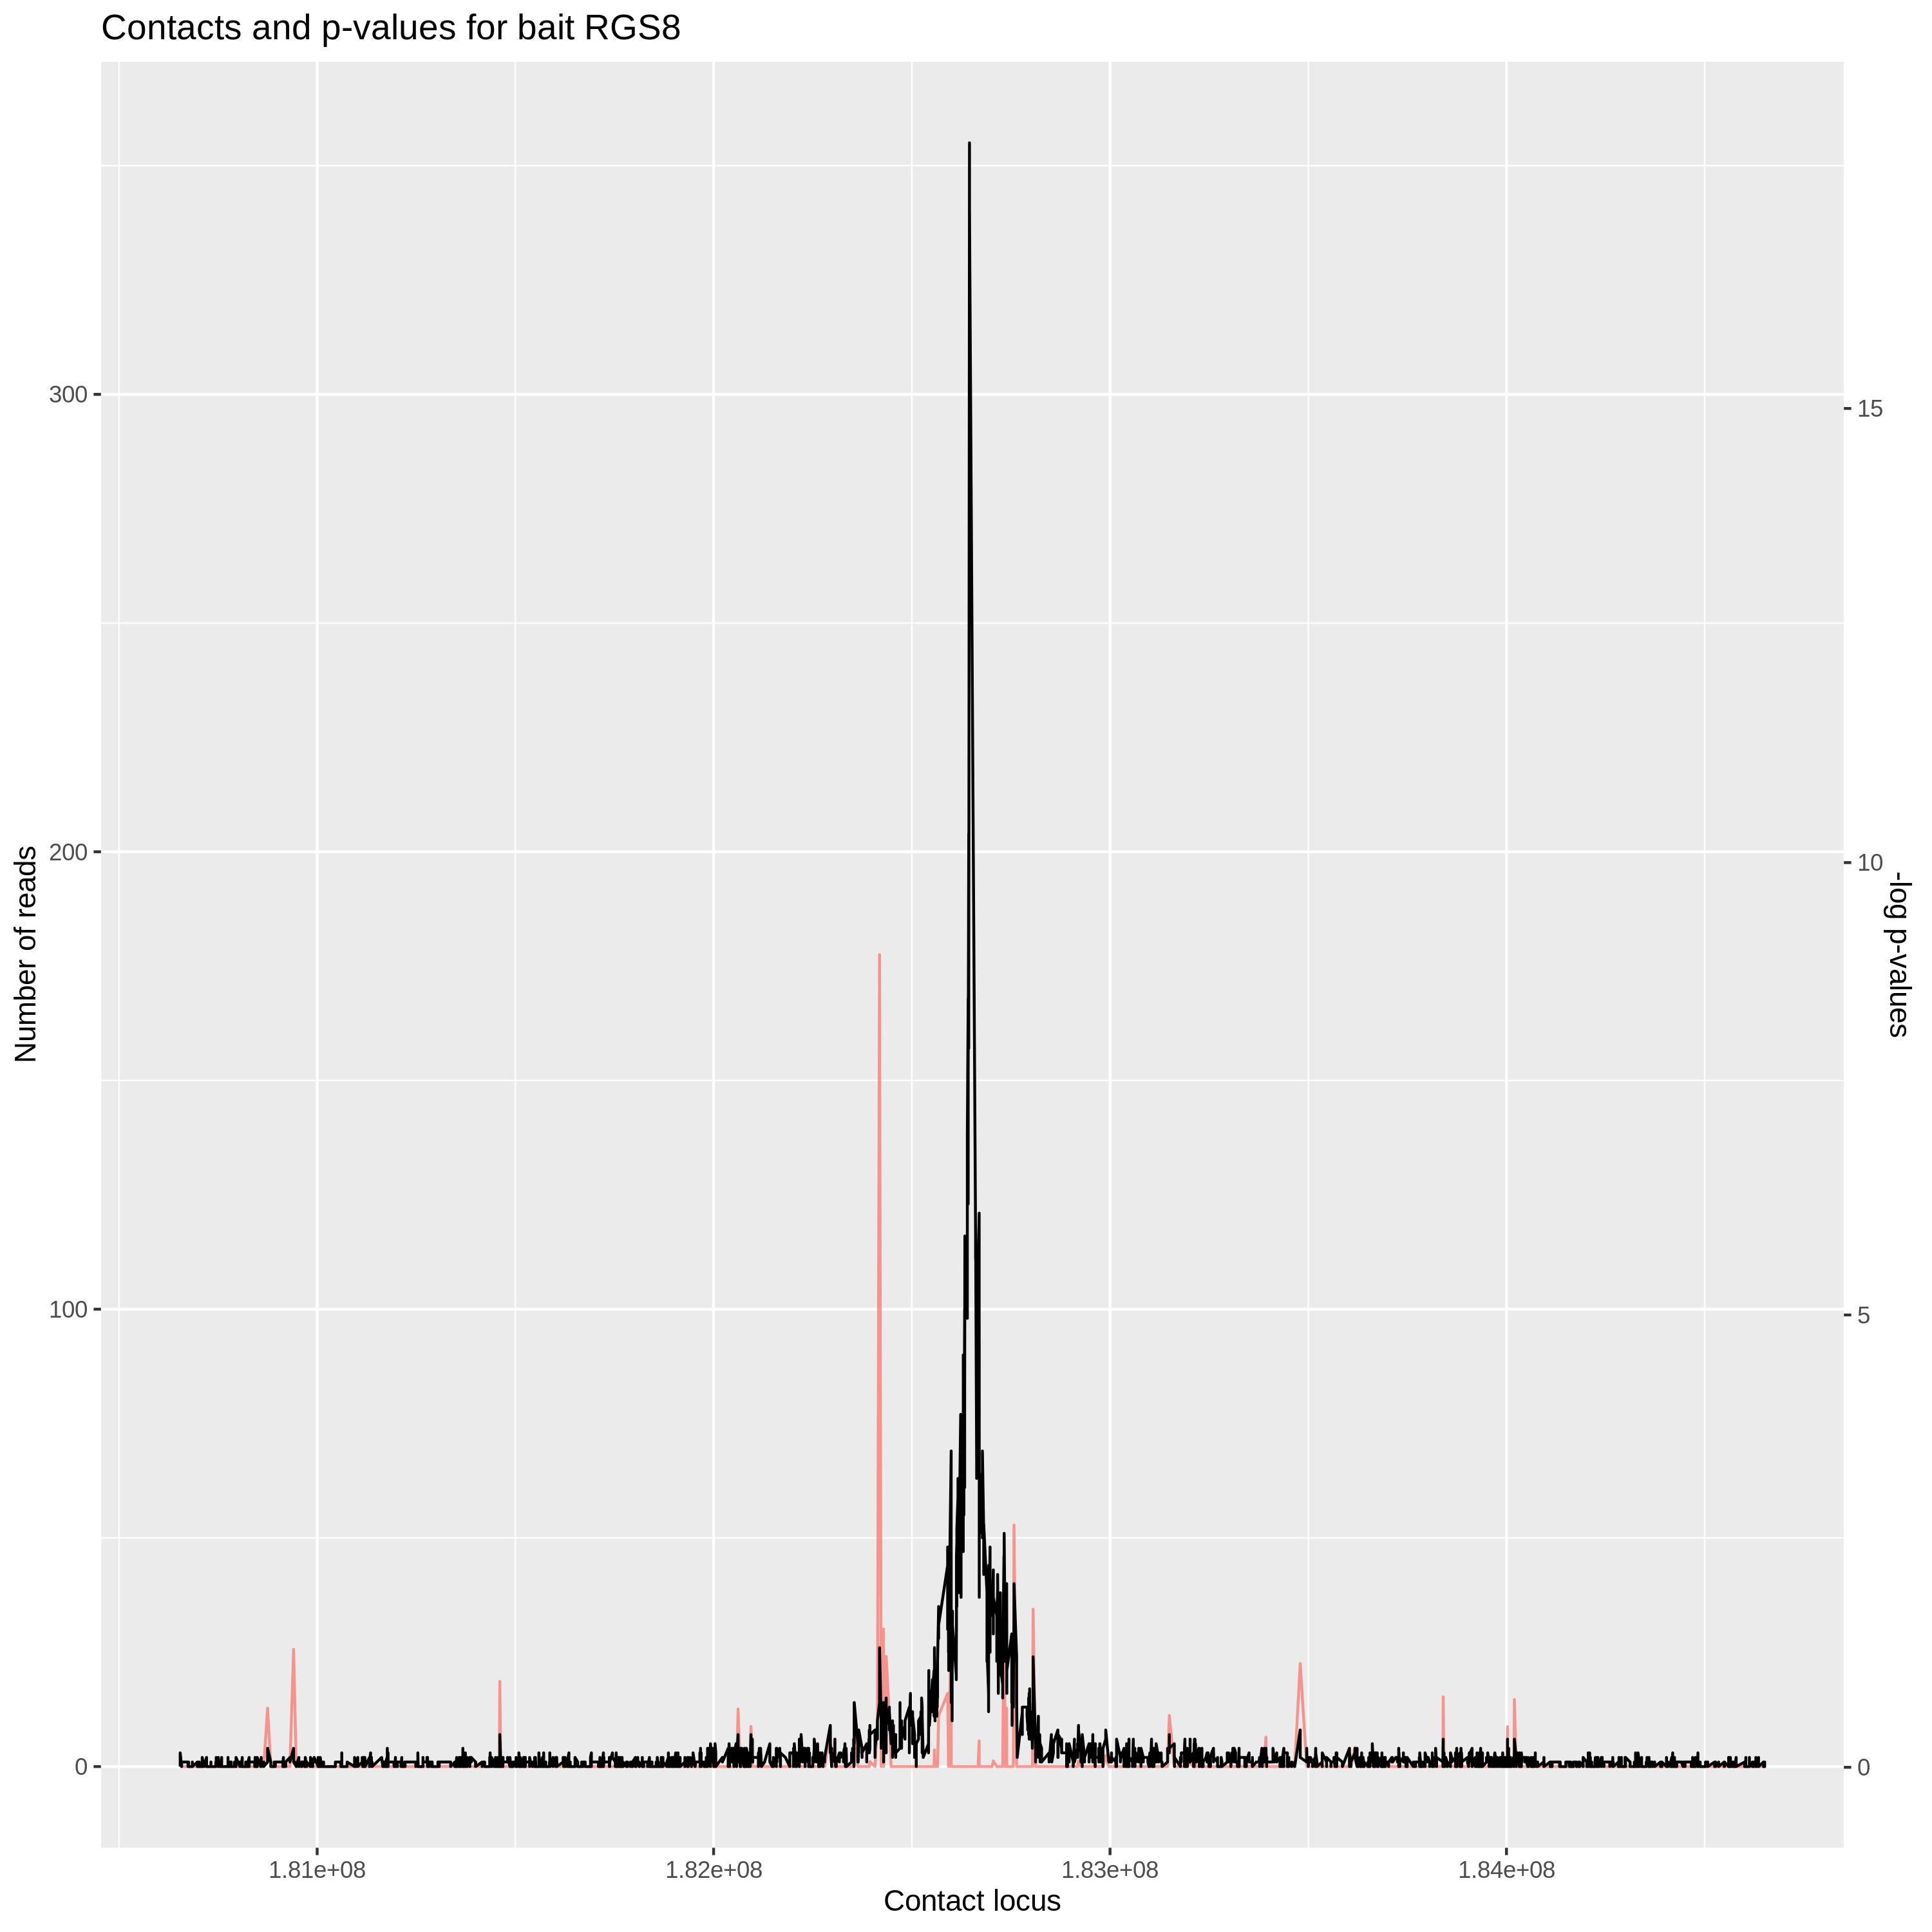 Contacts and p-values for bait RGS8
Number of reads
300
200
100
0
15
10
5
0
-log p-values
1.81e+08
1.82e+08
1.83e+08
1.84e+08
Contact locus